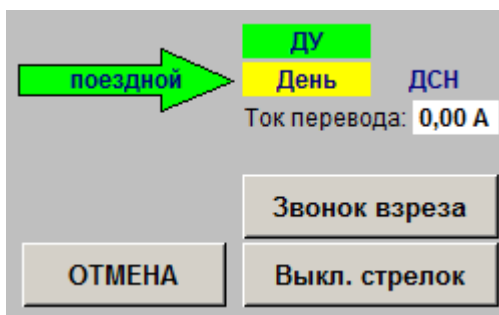 ДУ
поездной День ДСН
Ток перевода: 0,00 А
Звонок взреза
ОТМЕНА Выкл. стрелок